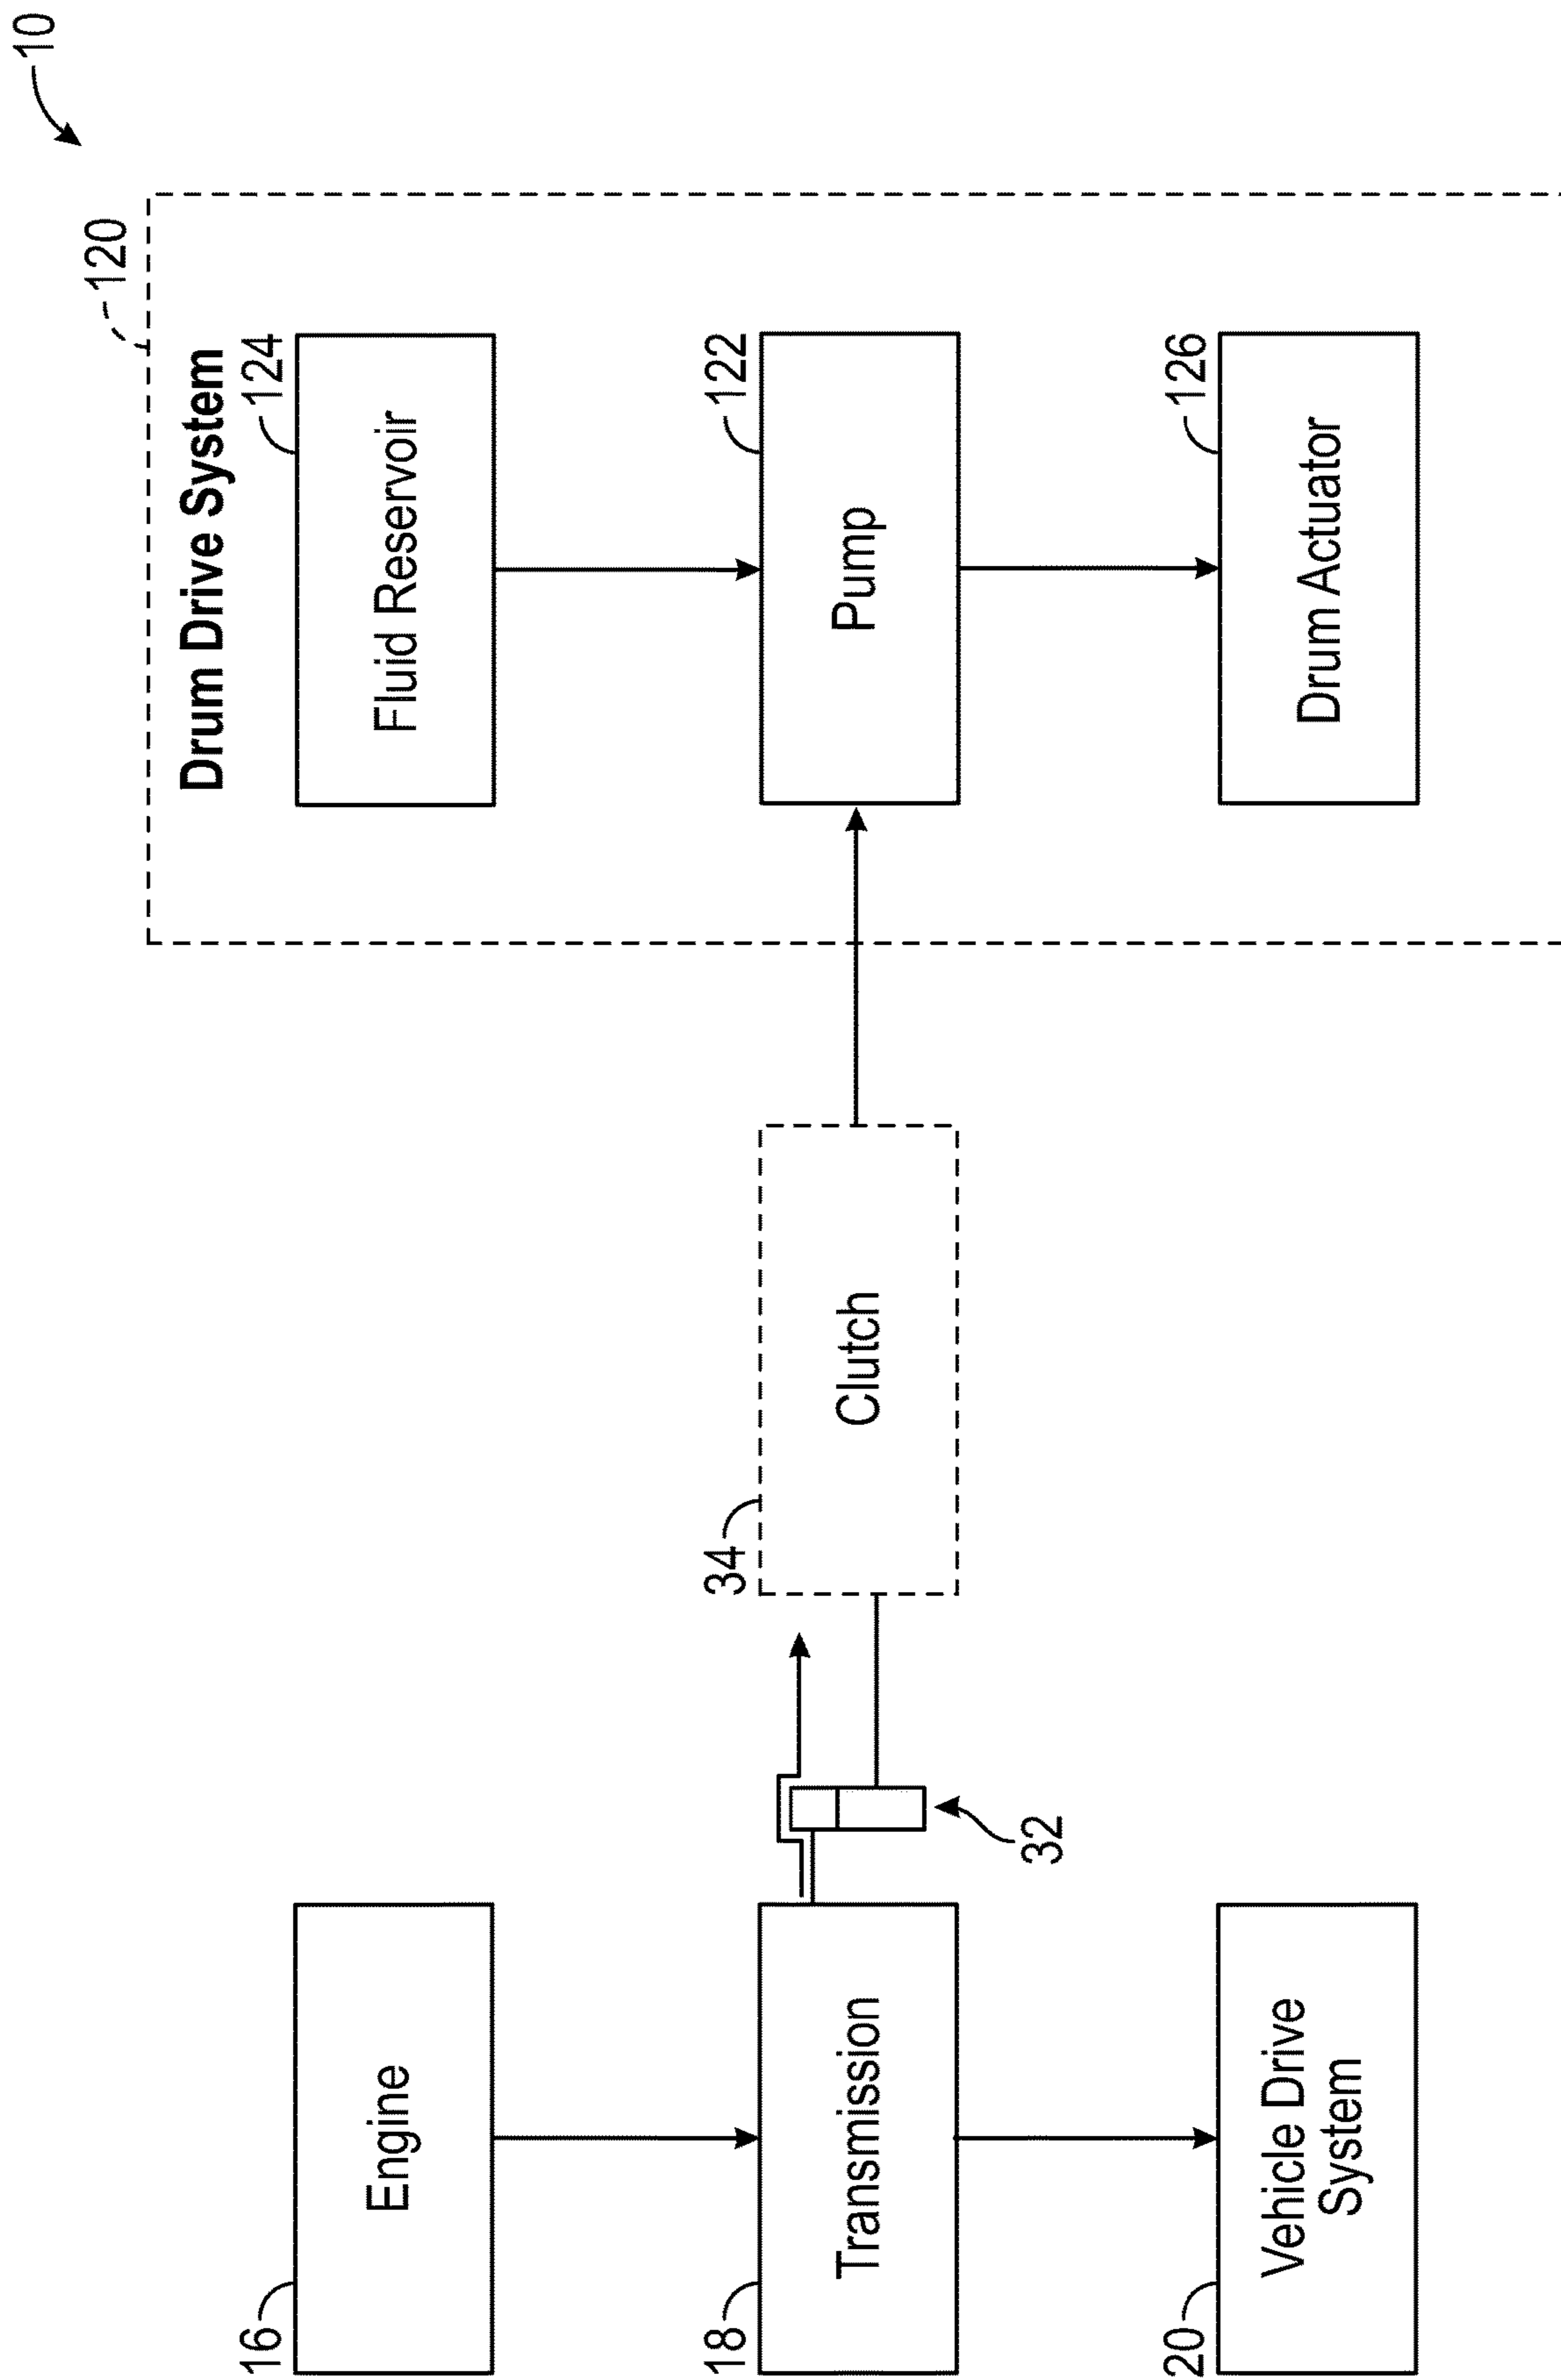 10
120
Drum Drive System
16
Engine
124
Fluid Reservoir
18
Transmission
32
34
Clutch
122
Pump
20
Vehicle Drive
System
126
Drum Actuator